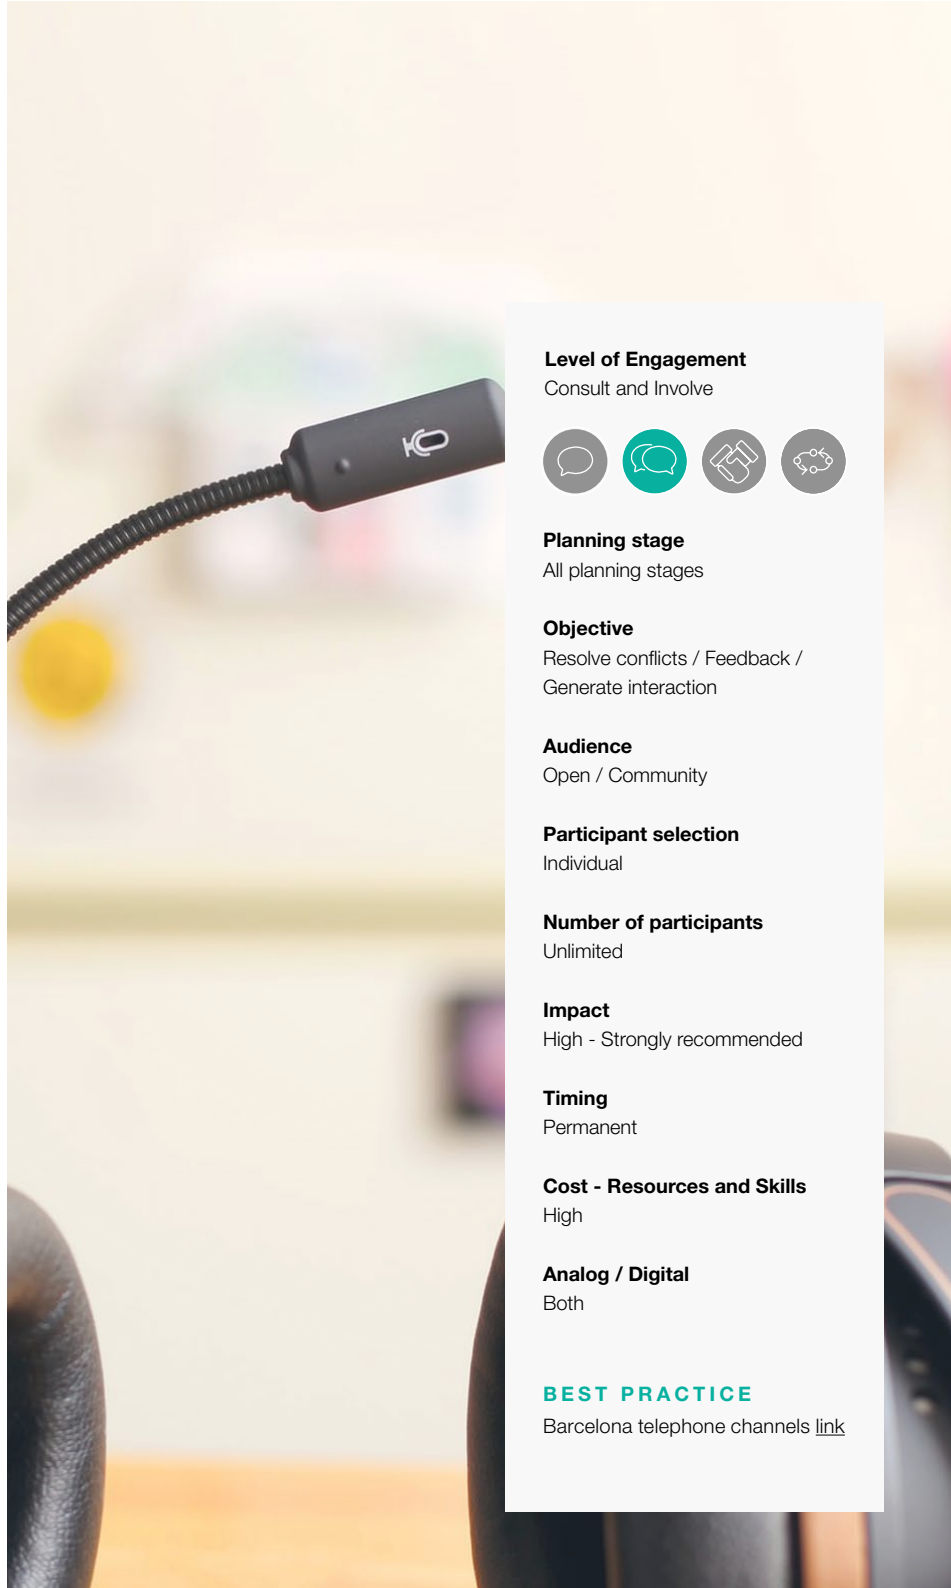 Level of Engagement
Consult and Involve
Planning stage
All planning stages
Objective
Resolve conflicts / Feedback /
Generate interaction
Audience
Open / Community
Participant selection
Individual
Number of participants
Unlimited
Impact
High - Strongly recommended
Timing
Permanent
Cost - Resources and Skills
High
Analog / Digital
Both
BEST PRACTICE
Barcelona telephone channels link